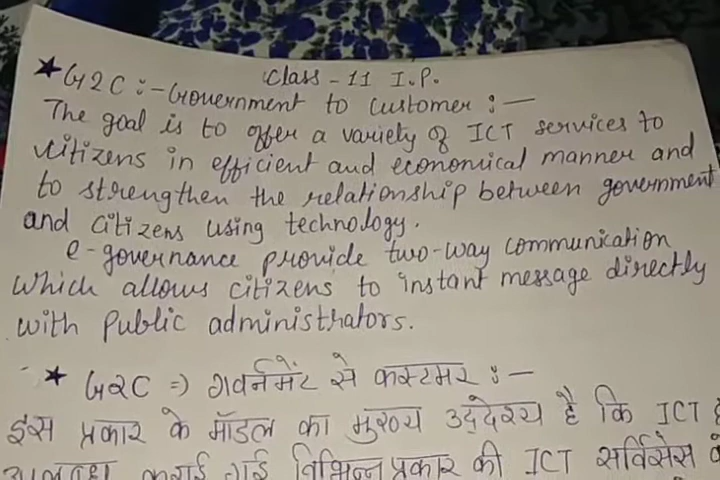 Class - 11 I.P.
★ G2C :- Government to Customer :-
The goal is to offer a variety of ICT services to
citizens in efficient and economical manner and
to strengthen the relationship between government
and citizens using technology.
e-governance provide two-way communication
which allows citizens to instant message directly
with public administrators.
★ G2C => गवर्नमेंट से कस्टमर :-
इस प्रकार के मॉडल का मुख्य उद्देश्य है कि ICT
कराई गई विभिन्न प्रकार की ICT सर्विसेस